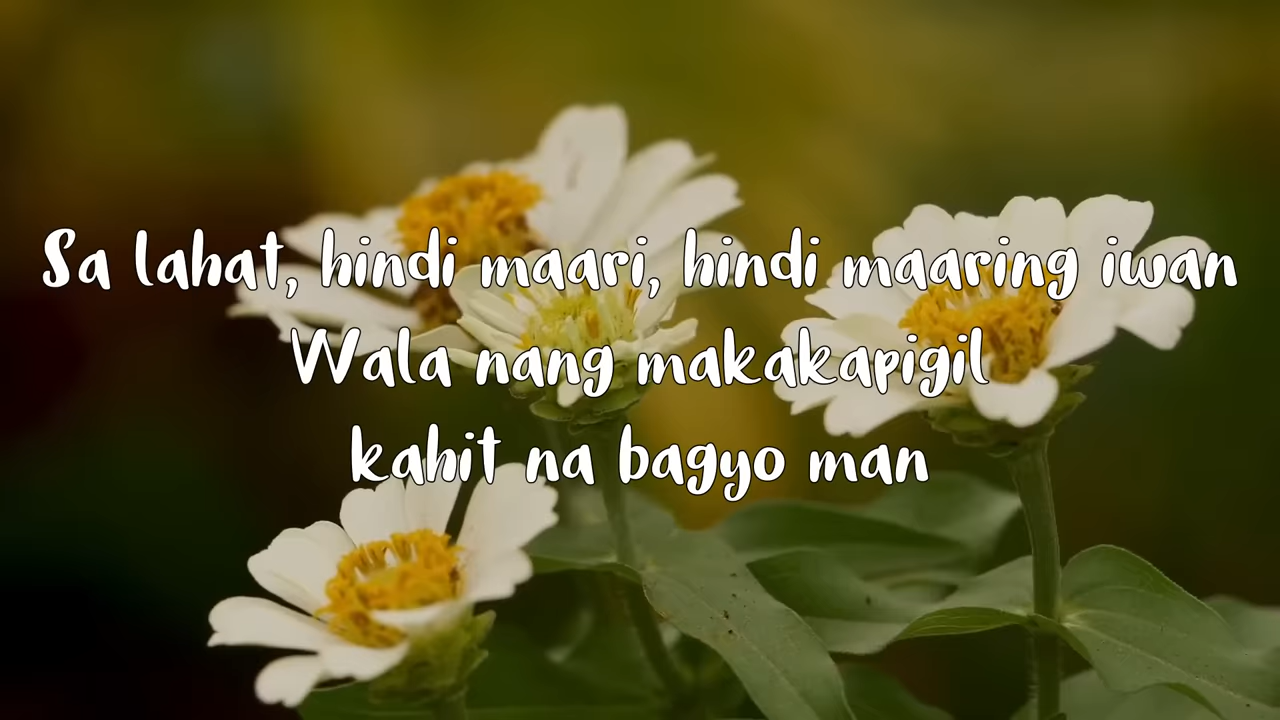 Sa lahat, hindi maari, hindi maaring iwan
Wala nang makakapigil
kahit na bagyo man